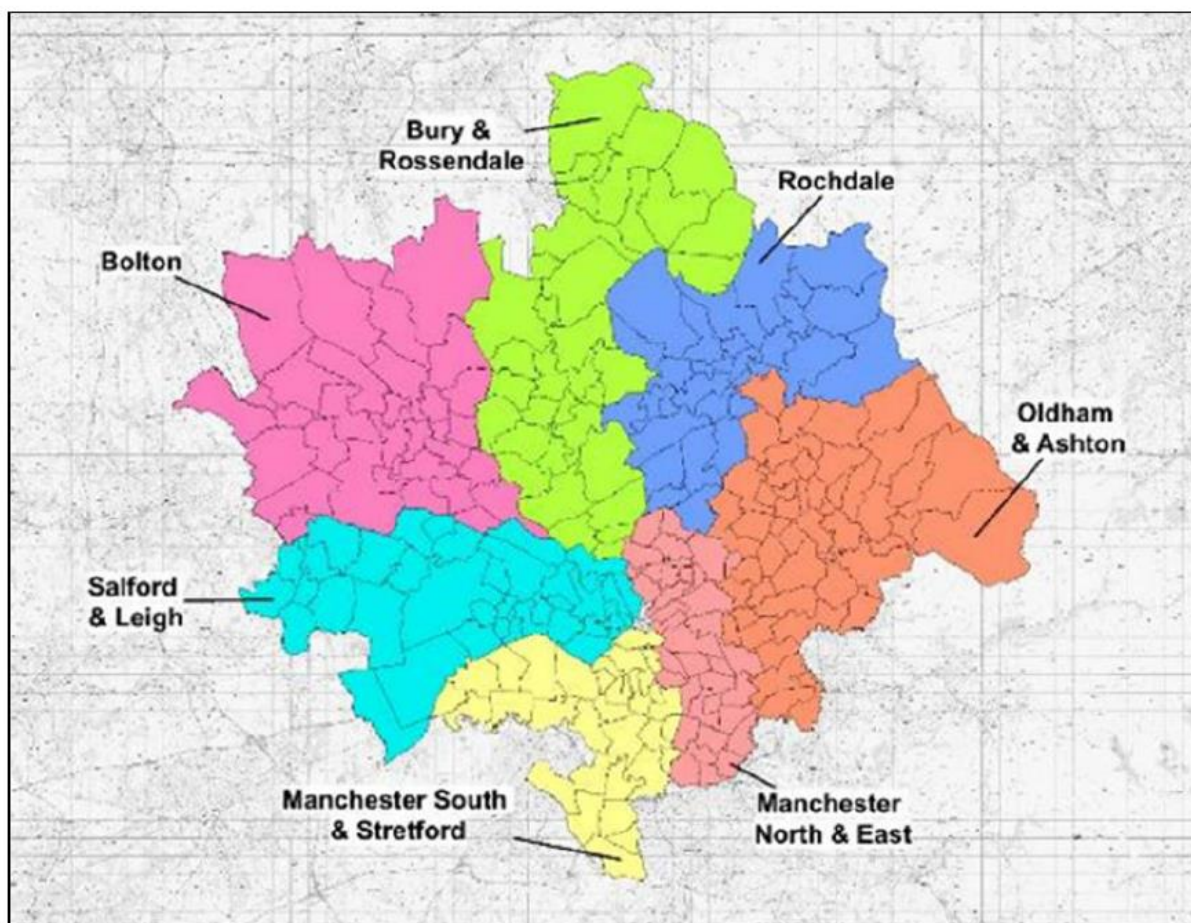 Bury &
Rossendale
Rochdale
Bolton
Oldham
& Ashton
Salford
& Leigh
Manchester South
& Stretford
Manchester
North & East